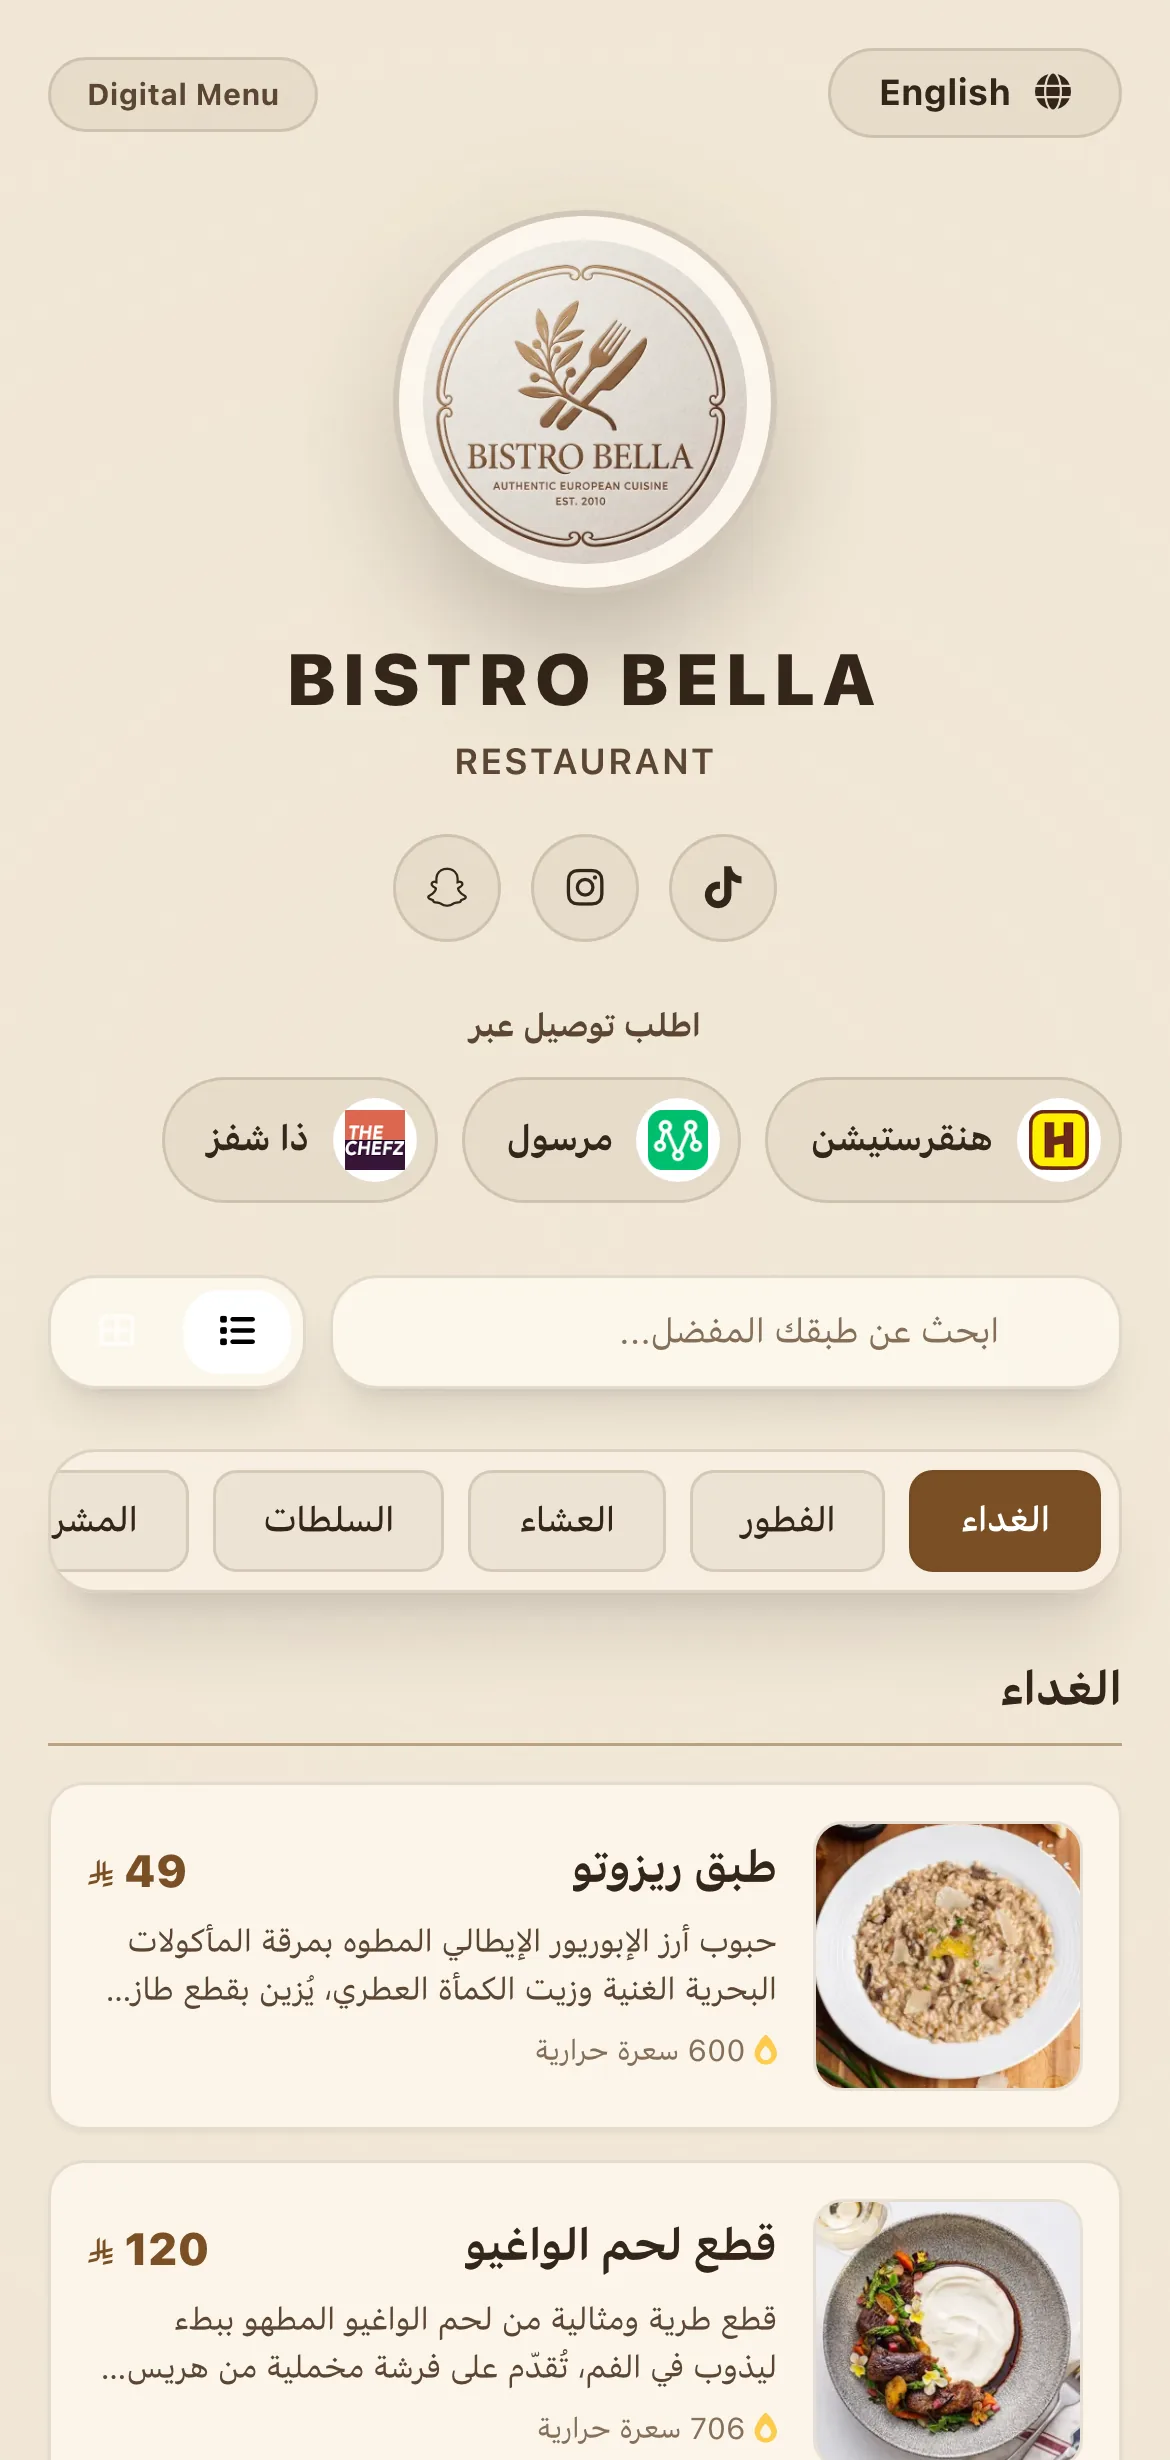 English
Digital Menu
BISTRO BELLA
AUTHENTIC EUROPEAN CUISINE
EST. 2010
BISTRO BELLA
RESTAURANT
اطلب توصيل عبر
هنقرستيشن
مرسول
ذا شفز
THE
CHEFZ
ابحث عن طبقك المفضل...
الغداء
الفطور
العشاء
السلطات
المشر
الغداء
طبق ريزوتو
49
حبوب أرز الإبوريور الإيطالي المطوه بمرقة المأكولات
البحرية الغنية وزيت الكمأة العطري، يُزين بقطع طاز...
600 سعرة حرارية
قطع لحم الواغيو
120
قطع طرية ومثالية من لحم الواغيو المطهو ببطء
ليذوب في الفم، تُقدّم على فرشة مخملية من هريس...
706 سعرة حرارية